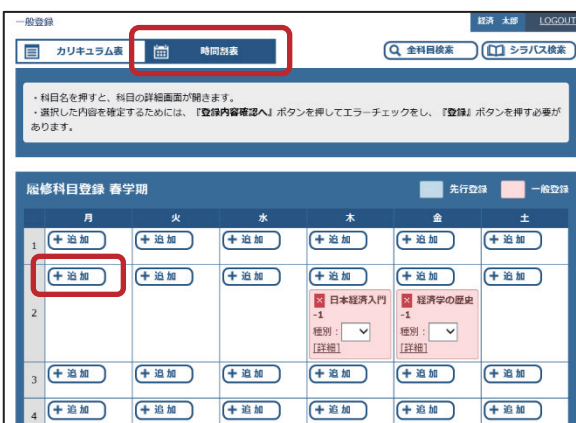 一般登録
経済 太郎 LOGOUT
カリキュラム表 時間割表 全科目検索 シラバス検索
・科目名を押すと、科目の詳細画面が開きます。
・選択した内容を確定するためには、『登録内容確認へ』ボタンを押してエラーチェックをし、『登録』ボタンを押す必要が
あります。
履修科目登録 春学期 先行登録 一般登録
月 火 水 木 金 土
1 +追加 +追加 +追加 +追加 +追加 +追加
+追加 +追加 +追加 +追加 +追加 +追加
2
× 日本経済入門
-1
種別:
[詳細]
× 経済学の歴史
-1
種別:
[詳細]
3 +追加 +追加 +追加 +追加 +追加 +追加
4 +追加 +追加 +追加 +追加 +追加 +追加